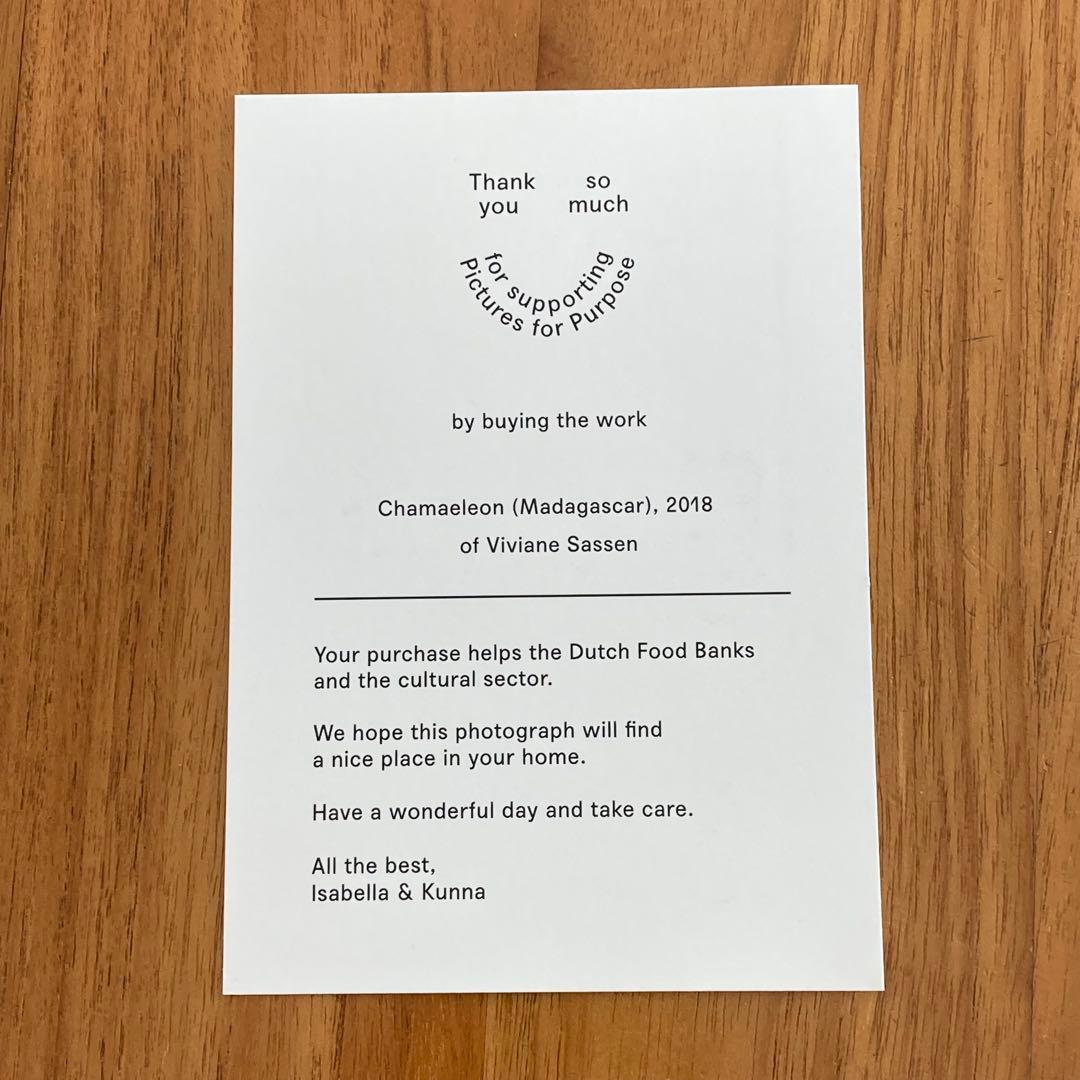 Thank you
so much
for supporting
Pictures for Purpose
by buying the work
Chamaeleon (Madagascar), 2018
of Viviane Sassen
Your purchase helps the Dutch Food Banks
and the cultural sector.
We hope this photograph will find
a nice place in your home.
Have a wonderful day and take care.
All the best,
Isabella & Kunna